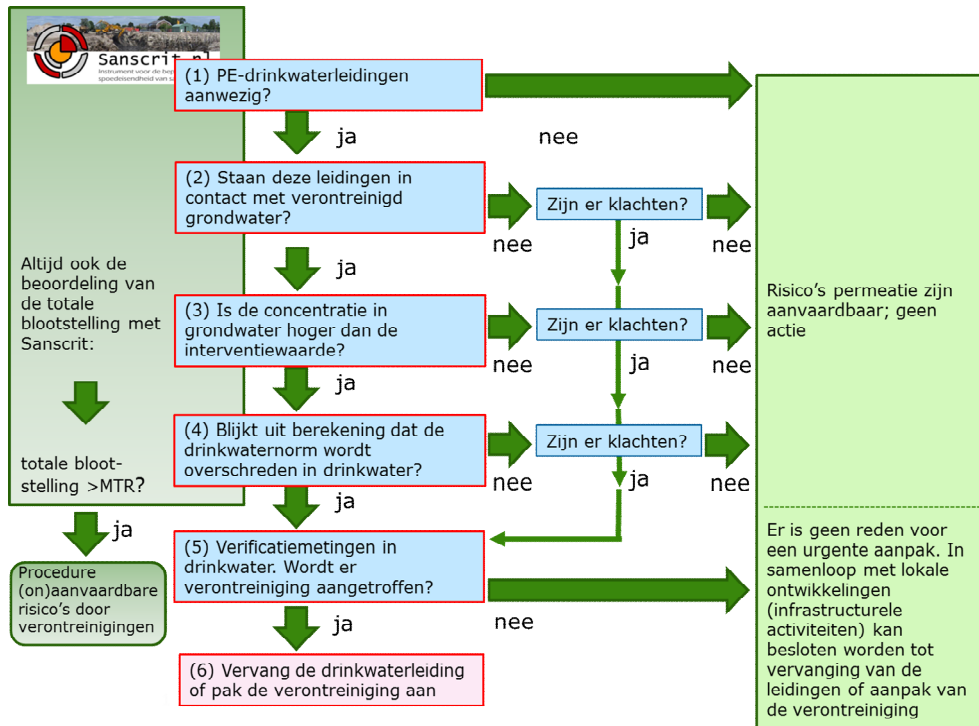 Sanscrit.nl
Instrument voor de
spoedeisendheid van
(1) PE-drinkwaterleidingen
aanwezig?
ja
nee
(2) Staan deze leidingen in
contact met verontreinigd
grondwater?
nee
Zijn er klachten?
nee
ja
ja
Altijd ook de
beoordeling van
de totale
blootstelling met
Sanscrit:
(3) Is de concentratie in
grondwater hoger dan de
interventiewaarde?
nee
Zijn er klachten?
nee
ja
ja
Risico's permeatie zijn
aanvaardbaar; geen
actie
(4) Blijkt uit berekening dat de
drinkwaternorm wordt
overschreden in drinkwater?
nee
Zijn er klachten?
nee
ja
ja
totale bloot-
stelling >MTR?
ja
Procedure
(on)aanvaardbare
risico's door
verontreinigingen
(5) Verificatiemetingen in
drinkwater. Wordt er
verontreiniging aangetroffen?
ja
nee
Er is geen reden voor
een urgente aanpak. In
samenloop met lokale
ontwikkelingen
(infrastructurele
activiteiten) kan
besloten worden tot
vervanging van de
leidingen of aanpak van
de verontreiniging
(6) Vervang de drinkwaterleiding
of pak de verontreiniging aan